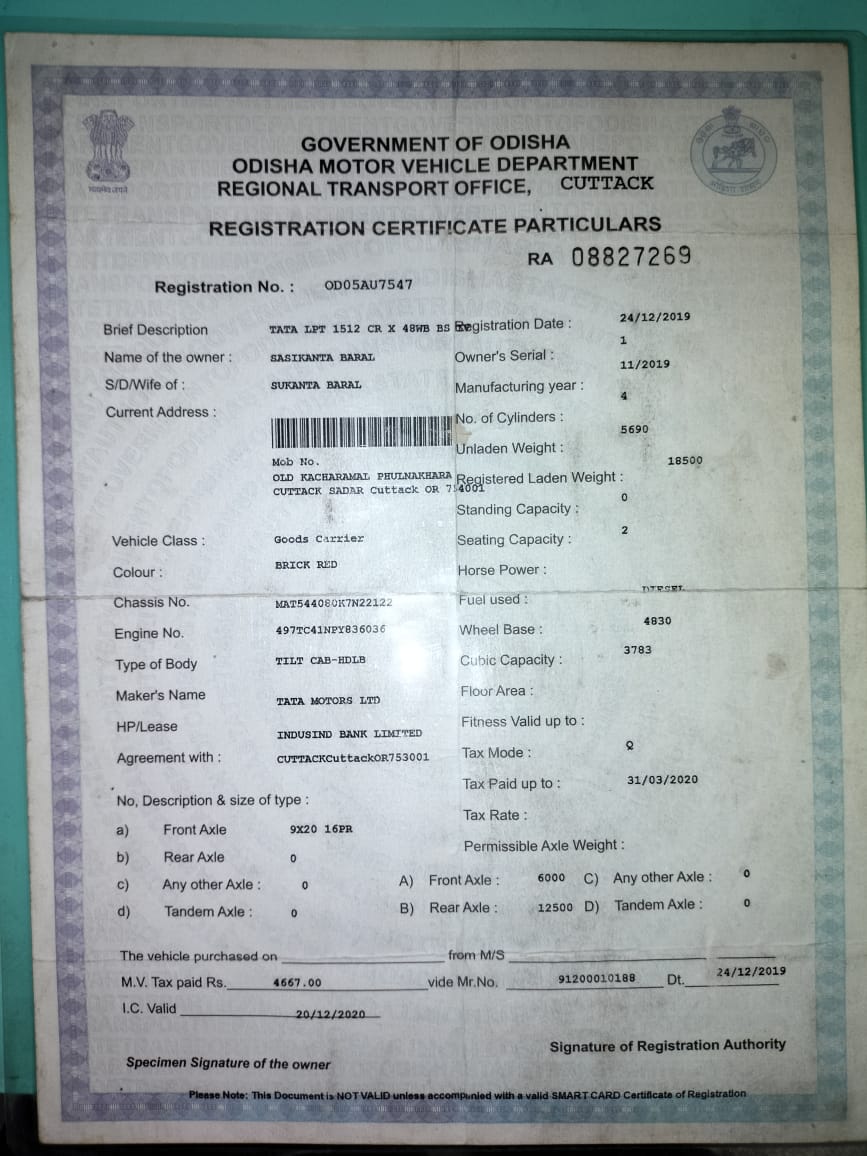 GOVERNMENT OF ODISHA
ODISHA MOTOR VEHICLE DEPARTMENT
REGIONAL TRANSPORT OFFICE, CUTTACK
REGISTRATION CERTIFICATE PARTICULARS
RA 08827269
Registration No. : OD05AU7547
Brief Description TATA LPT 1512 CR X 48WB BS Registration Date : 24/12/2019
Name of the owner : SASIKANTA BARAL Owner's Serial : 1
S/D/Wife of : SUKANTA BARAL Manufacturing year : 11/2019
Current Address : No. of Cylinders : 4
Unladen Weight : 5690
Mob No.
OLD KACHARAMAL PHULNAKHARA Registered Laden Weight : 18500
CUTTACK SADAR Cuttack OR 754001
Standing Capacity : 0
Vehicle Class : Goods Carrier Seating Capacity : 2
Colour : BRICK RED Horse Power :
Chassis No. MAT544080K7N22122 Fuel used : DIESEL
Engine No. 497TC41NPY836036 Wheel Base : 4830
Type of Body TILT CAB-HDLB Cubic Capacity : 3783
Maker's Name TATA MOTORS LTD Floor Area :
HP/Lease INDUSIND BANK LIMITED Fitness Valid up to :
Agreement with : CUTTACKCuttackOR753001 Tax Mode : Q
Tax Paid up to : 31/03/2020
No, Description & size of type : Tax Rate :
a) Front Axle 9X20 16PR Permissible Axle Weight :
b) Rear Axle 0
c) Any other Axle : 0 A) Front Axle : 6000 C) Any other Axle : 0
d) Tandem Axle : 0 B) Rear Axle : 12500 D) Tandem Axle : 0
The vehicle purchased on from M/S
M.V. Tax paid Rs. 4667.00 vide Mr.No. 91200010188 Dt. 24/12/2019
I.C. Valid 20/12/2020
Signature of Registration Authority
Specimen Signature of the owner
Please Note: This Document is NOT VALID unless accompunied with a valid SMART CARD Certificate of Registration